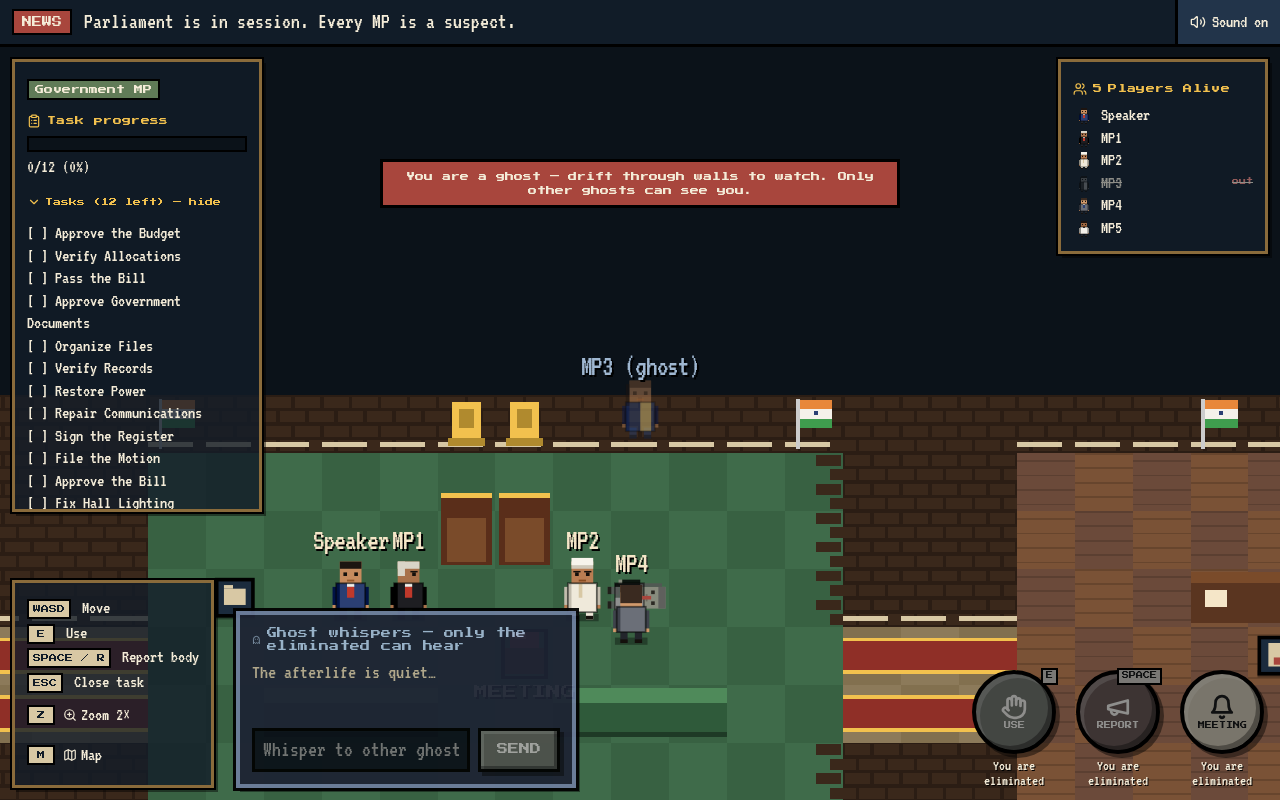 NEWS Parliament is in session. Every MP is a suspect.
Sound on
Government MP
Task progress
0/12 (0%)
Tasks (12 left) — hide
[ ] Approve the Budget
[ ] Verify Allocations
[ ] Pass the Bill
[ ] Approve Government
Documents
[ ] Organize Files
[ ] Verify Records
[ ] Restore Power
[ ] Repair Communications
[ ] Sign the Register
[ ] File the Motion
[ ] Approve the Bill
[ ] Fix Hall Lighting
You are a ghost — drift through walls to watch. Only
other ghosts can see you.
5 Players Alive
Speaker
MP1
MP2
MP3 out
MP4
MP5
MP3 (ghost)
Speaker MP1
MP2
MP4
WASD Move
E Use
SPACE / R Report body
ESC Close task
Z Zoom 2X
M Map
Ghost whispers — only the
eliminated can hear
The afterlife is quiet…
MEETING
Whisper to other ghost
SEND
E
USE
You are
eliminated
SPACE
REPORT
You are
eliminated
MEETING
You are
eliminated